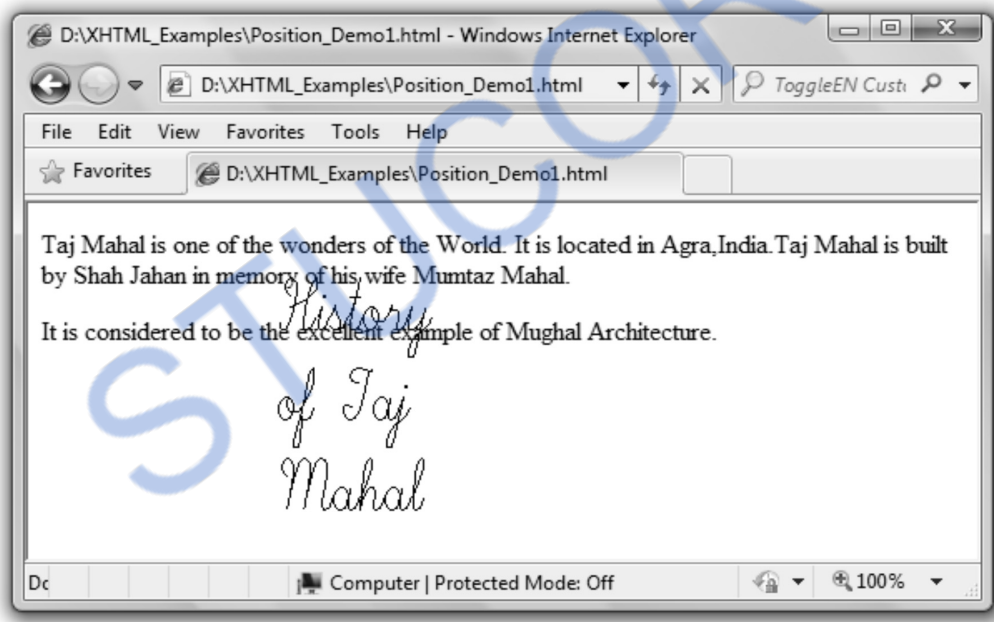 D:\XHTML_Examples\Position_Demo1.html - Windows Internet Explorer
D:\XHTML_Examples\Position_Demo1.html
ToggleEN Cust
File Edit View Favorites Tools Help
Favorites
D:\XHTML_Examples\Position_Demo1.html
Taj Mahal is one of the wonders of the World. It is located in Agra,India.Taj Mahal is built
by Shah Jahan in memory of his wife Mumtaz Mahal.
It is considered to be the excellent example of Mughal Architecture.
History
of Taj
Mahal
Computer | Protected Mode: Off
100%
STUCOR